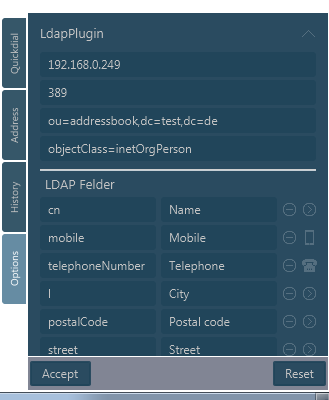 Quickdial
Address
History
Options
LdapPlugin
192.168.0.249
389
ou=addressbook,dc=test,dc=de
objectClass=inetOrgPerson
LDAP Felder
cn Name
mobile Mobile
telephoneNumber Telephone
l City
postalCode Postal code
street Street
Accept Reset